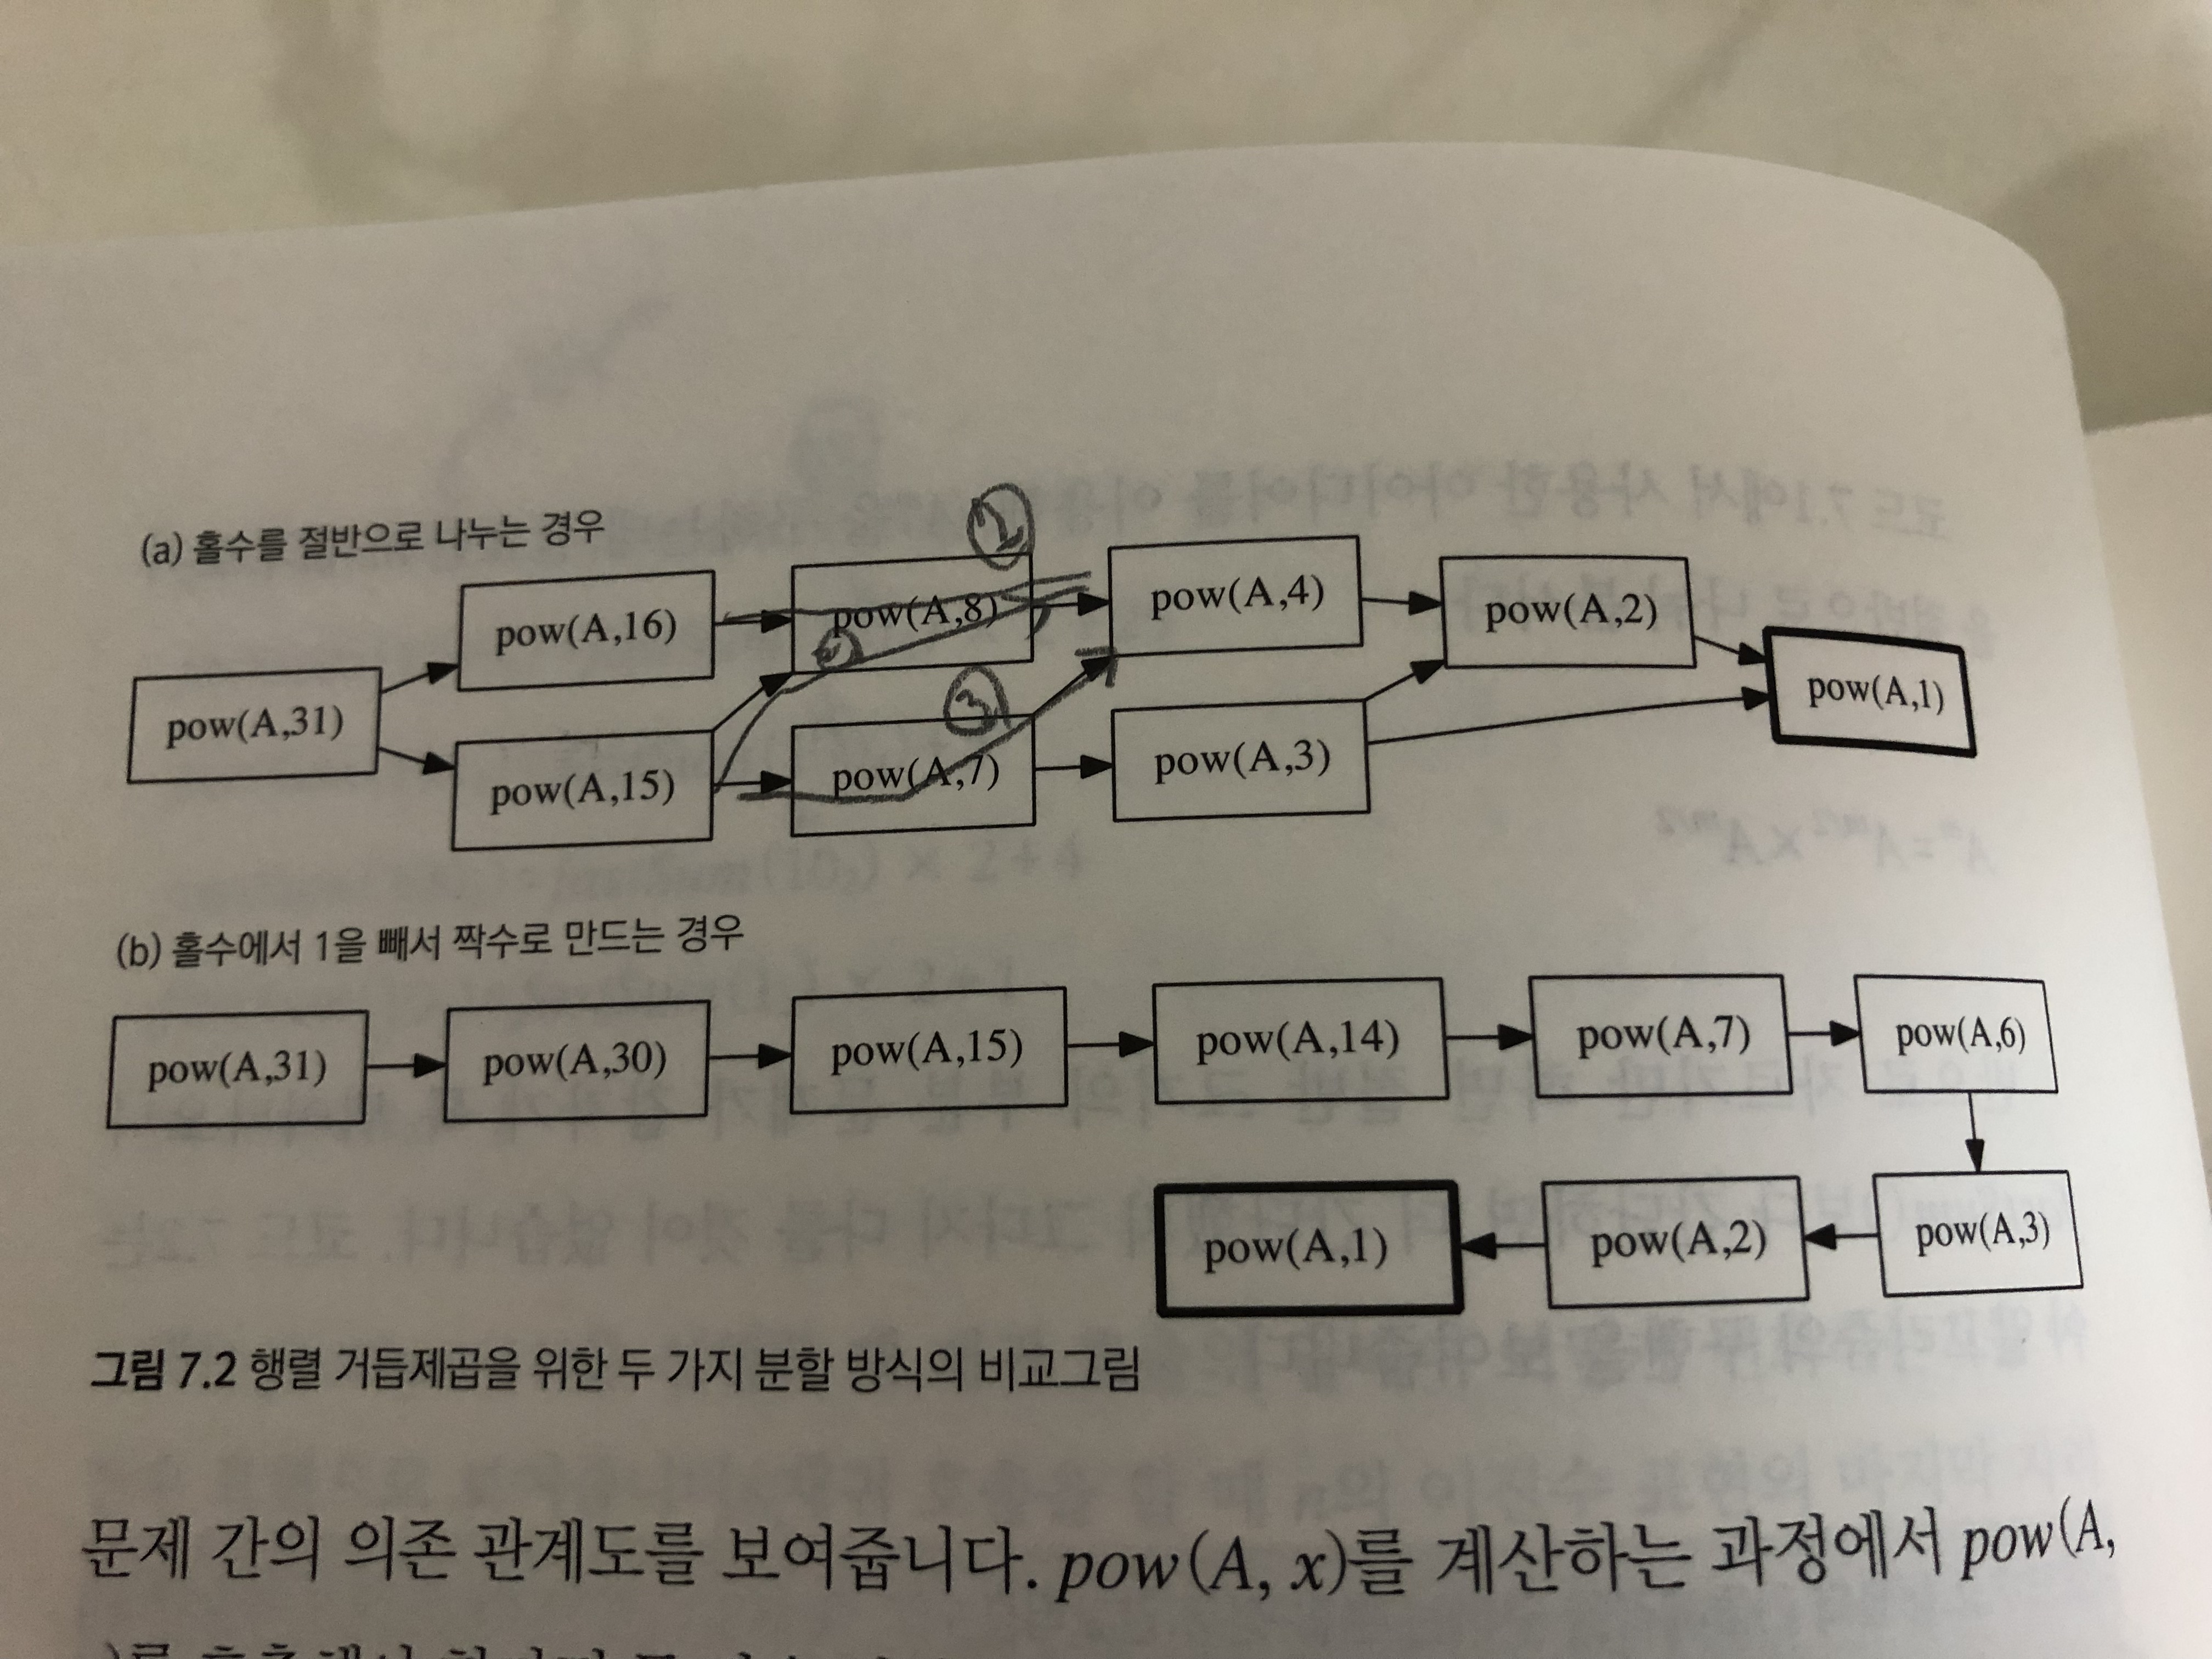 (a) 홀수를 절반으로 나누는 경우
②
pow(A,16) pow(A,8) pow(A,4) pow(A,2)
pow(A,31) pow(A,1)
③
pow(A,15) pow(A,7) pow(A,3)
(b) 홀수에서 1을 빼서 짝수로 만드는 경우
pow(A,31) pow(A,30) pow(A,15) pow(A,14) pow(A,7) pow(A,6)
pow(A,1) pow(A,2) pow(A,3)
그림 7.2 행렬 거듭제곱을 위한 두 가지 분할 방식의 비교그림
문제 간의 의존 관계도를 보여줍니다. pow(A, x)를 계산하는 과정에서 pow(A,